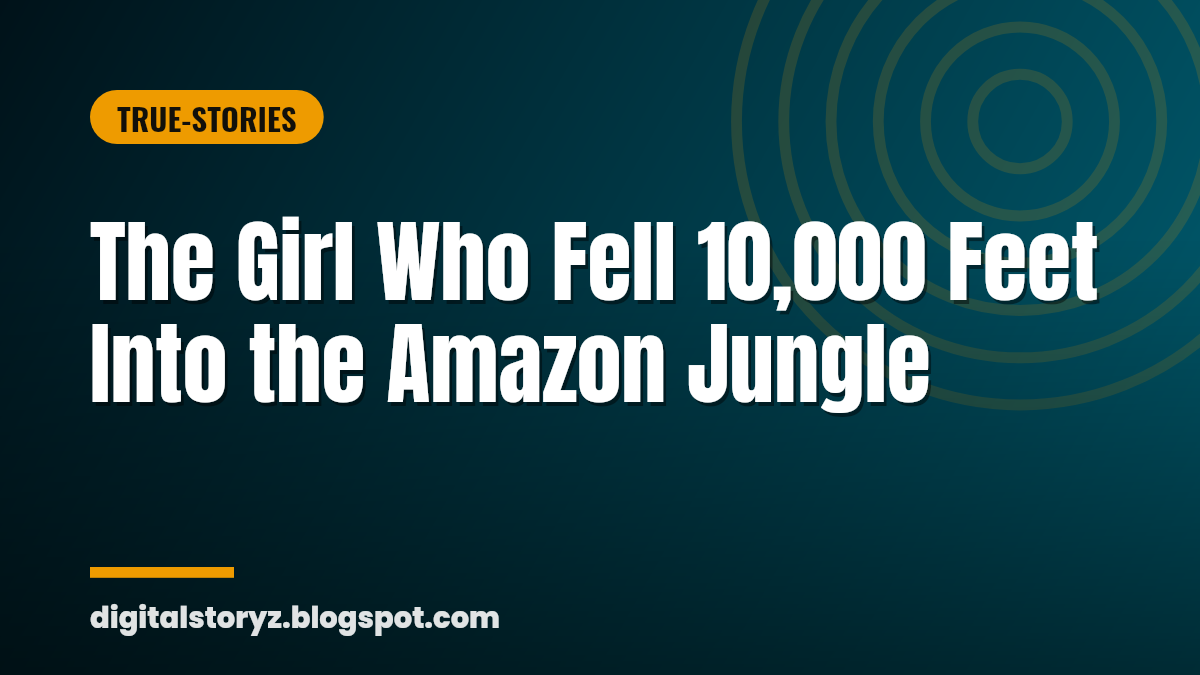 TRUE-STORIES
The Girl Who Fell 10,000 Feet
Into the Amazon Jungle
digitalstoryz.blogspot.com